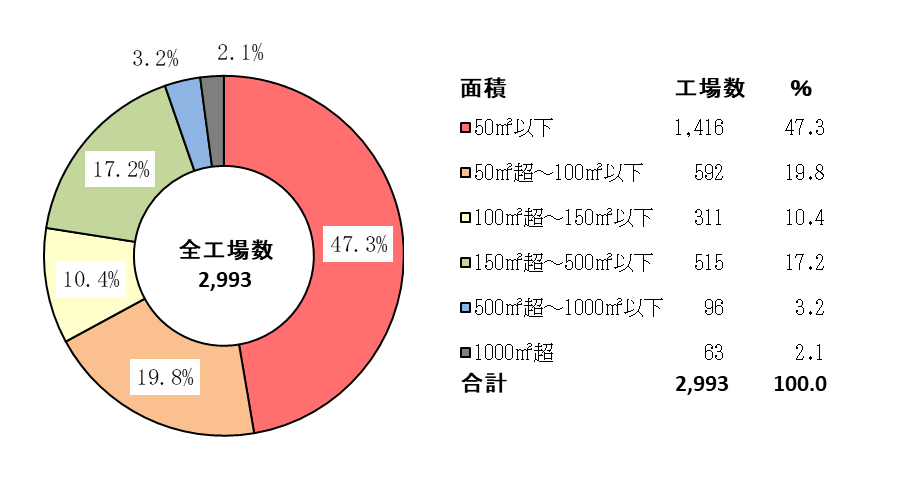 3.2%
2.1%
17.2%
47.3%
10.4%
19.8%
全工場数
2,993
面積 工場数 %
50㎡以下 1,416 47.3
50㎡超～100㎡以下 592 19.8
100㎡超～150㎡以下 311 10.4
150㎡超～500㎡以下 515 17.2
500㎡超～1000㎡以下 96 3.2
1000㎡超 63 2.1
合計 2,993 100.0